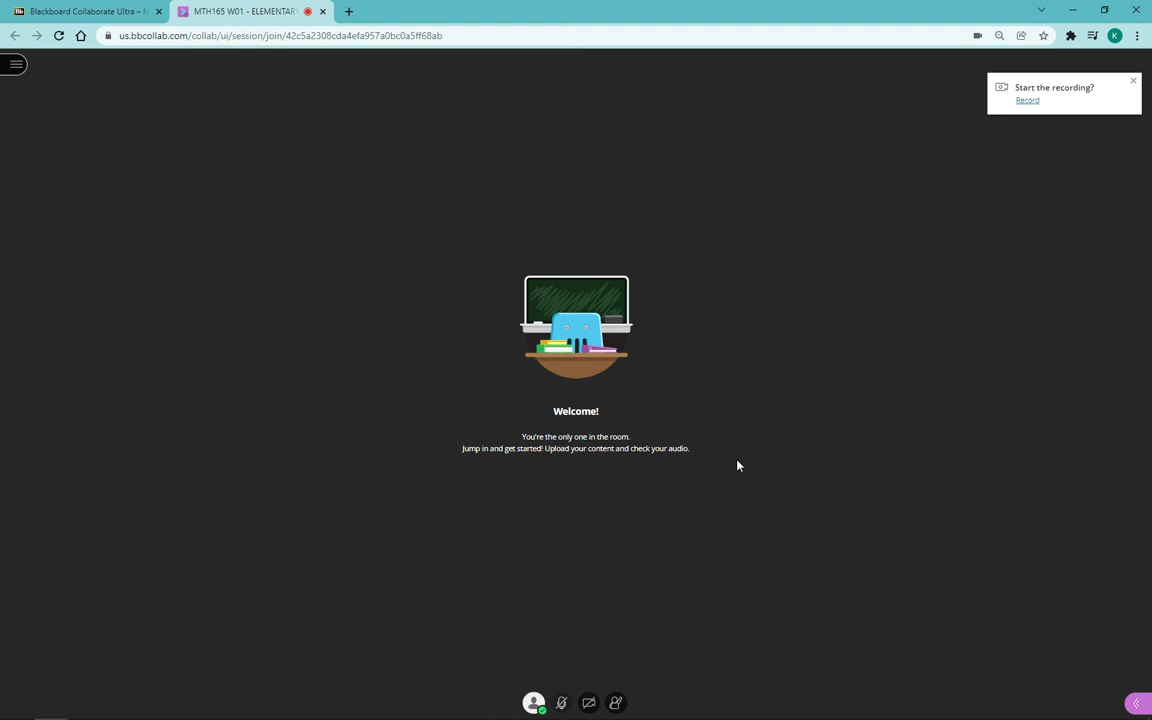 Bb Blackboard Collaborate Ultra – M
MTH165 W01 - ELEMENTAR
us.bbcollab.com/collab/ui/session/join/42c5a2308cda4efa957a0bc0a5ff68ab
K
Start the recording?
Record
Welcome!
You're the only one in the room.
Jump in and get started! Upload your content and check your audio.